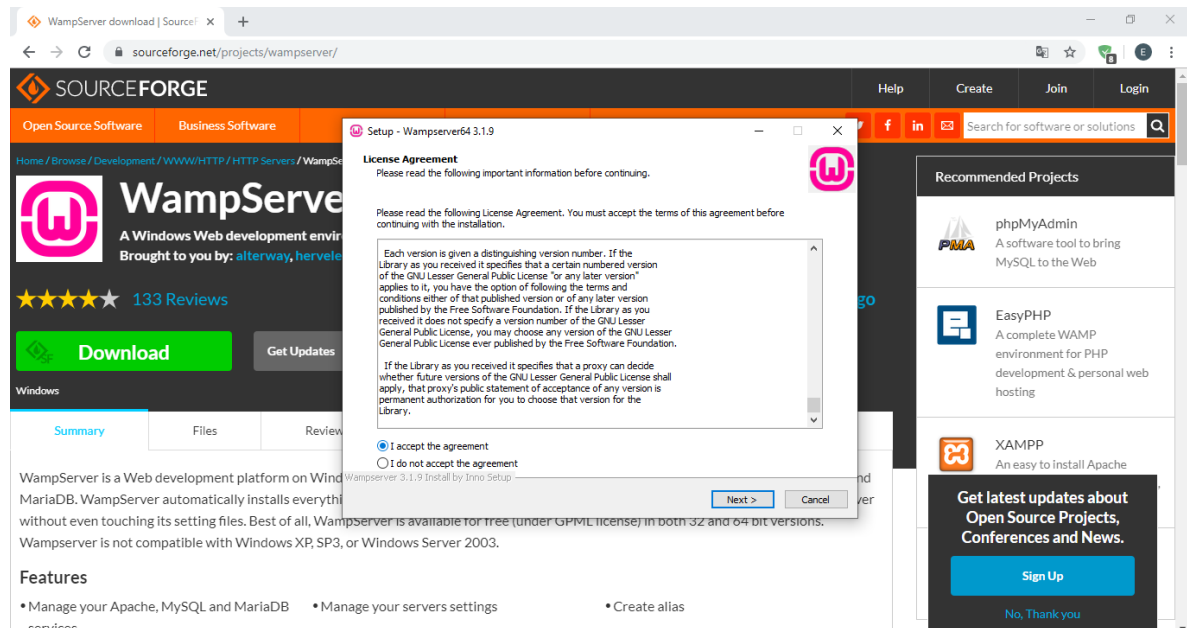 WampServer download | SourceF
sourceforge.net/projects/wampserver/
8
E
SOURCEFORGE
Help
Create
Join
Login
Open Source Software
Business Software
Search for software or solutions
Home / Browse / Development / WWW/HTTP / HTTP Servers / WampSe
WampServe
A Windows Web development envir
Brought to you by: alterway, hervele
133 Reviews
go
Download
Get Updates
SF
Windows
Summary
Files
Review
WampServer is a Web development platform on Wind
nd
MariaDB. WampServer automatically installs everythi
ver
without even touching its setting files. Best of all, WampServer is available for free (under GPML license) in both 32 and 64 bit versions.
Wampserver is not compatible with Windows XP, SP3, or Windows Server 2003.
Features
• Manage your Apache, MySQL and MariaDB
services
• Manage your servers settings
• Create alias
Setup - Wampserver64 3.1.9
License Agreement
Please read the following important information before continuing.
Please read the following License Agreement. You must accept the terms of this agreement before
continuing with the installation.
Each version is given a distinguishing version number. If the
Library as you received it specifies that a certain numbered version
of the GNU Lesser General Public License "or any later version"
applies to it, you have the option of following the terms and
conditions either of that published version or of any later version
published by the Free Software Foundation. If the Library as you
received it does not specify a version number of the GNU Lesser
General Public License, you may choose any version of the GNU Lesser
General Public License ever published by the Free Software Foundation.
If the Library as you received it specifies that a proxy can decide
whether future versions of the GNU Lesser General Public License shall
apply, that proxy's public statement of acceptance of any version is
permanent authorization for you to choose that version for the
Library.
I accept the agreement
I do not accept the agreement
Wampserver 3.1.9 Install by Inno Setup
Next >
Cancel
Recommended Projects
PMA
phpMyAdmin
A software tool to bring
MySQL to the Web
EasyPHP
A complete WAMP
environment for PHP
development & personal web
hosting
XAMPP
An easy to install Apache
Get latest updates about
Open Source Projects,
Conferences and News.
Sign Up
No, Thank you